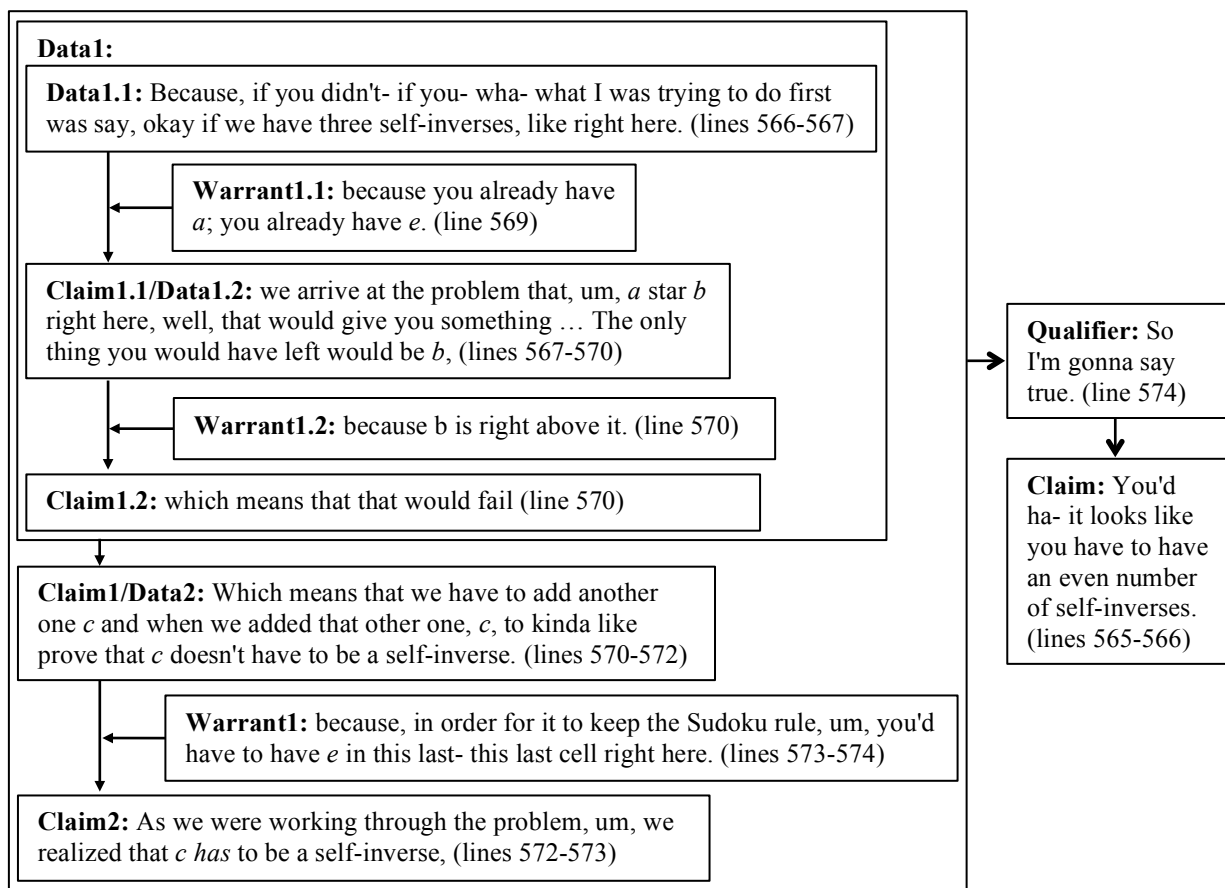 Data1:
Data1.1: Because, if you didn't- if you- wha- what I was trying to do first
was say, okay if we have three self-inverses, like right here. (lines 566-567)
Warrant1.1: because you already have
a; you already have e. (line 569)
Claim1.1/Data1.2: we arrive at the problem that, um, a star b
right here, well, that would give you something … The only
thing you would have left would be b, (lines 567-570)
Warrant1.2: because b is right above it. (line 570)
Claim1.2: which means that that would fail (line 570)
Claim1/Data2: Which means that we have to add another
one c and when we added that other one, c, to kinda like
prove that c doesn't have to be a self-inverse. (lines 570-572)
Warrant1: because, in order for it to keep the Sudoku rule, um, you'd
have to have e in this last- this last cell right here. (lines 573-574)
Claim2: As we were working through the problem, um, we
realized that c has to be a self-inverse, (lines 572-573)
Qualifier: So
I'm gonna say
true. (line 574)
Claim: You'd
ha- it looks like
you have to have
an even number
of self-inverses.
(lines 565-566)